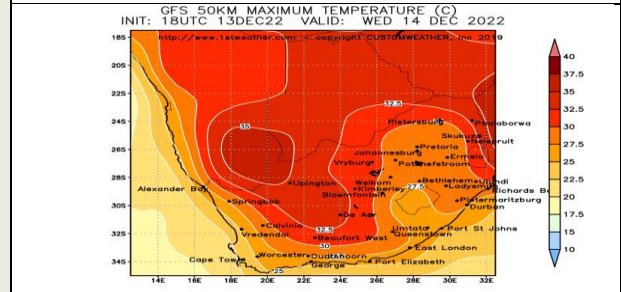 GFS 50KM MAXIMUM TEMPERATURE (C)
INIT: 18UTC 13DEC22 VALID: WED 14 DEC 2022
http://www.1stweather.com — copyright CUSTOMWEATHER, Inc 2019
18S
20S
22S
24S
26S
28S
30S
32S
34S
32.5
35
Pietersburg
Phalaborwa
Skukuza
Nelspruit
Pretoria
Johannesburg
Ermelo
Vryburg
Potchefstroom
Alexander Bay
Upington
Welkom
Bethlehem
Ulundi
27.5
Ladysmith
Kimberley
Richards B
Bloemfontein
Springbok
Pietermaritzburg
Durban
De Aar
Calvinia
Vredendal
32.5
Umtata
Port St Johns
Queenstown
Beaufort West
30
East London
Cape Town
Worcester
Oudtshoorn
George
Port Elizabeth
25
14E 16E 18E 20E 22E 24E 26E 28E 30E 32E
40
37.5
35
32.5
30
27.5
25
22.5
20
17.5
15
10